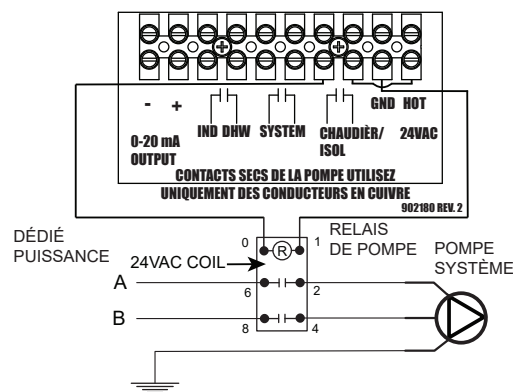 - + GND HOT
IND DHW SYSTEM CHAUDIÈR/
ISOL
24VAC
0-20 mA
OUTPUT
CONTACTS SECS DE LA POMPE UTILISEZ
UNIQUEMENT DES CONDUCTEURS EN CUIVRE
902180 REV. 2
DÉDIÉ
PUISSANCE
0 R 1
RELAIS
DE POMPE
24VAC COIL
POMPE
SYSTÈME
A 6 2
B 8 4